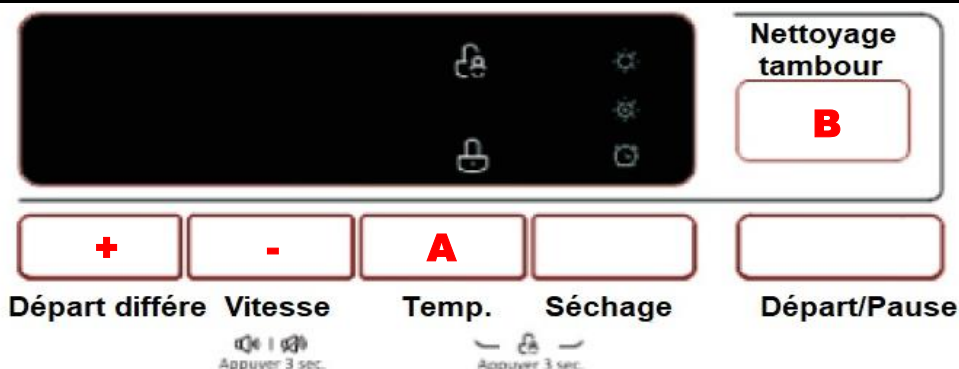 Nettoyage
tambour
B
+ - A
Départ différe Vitesse Temp. Séchage Départ/Pause
Appuyer 3 sec. Appuyer 3 sec.